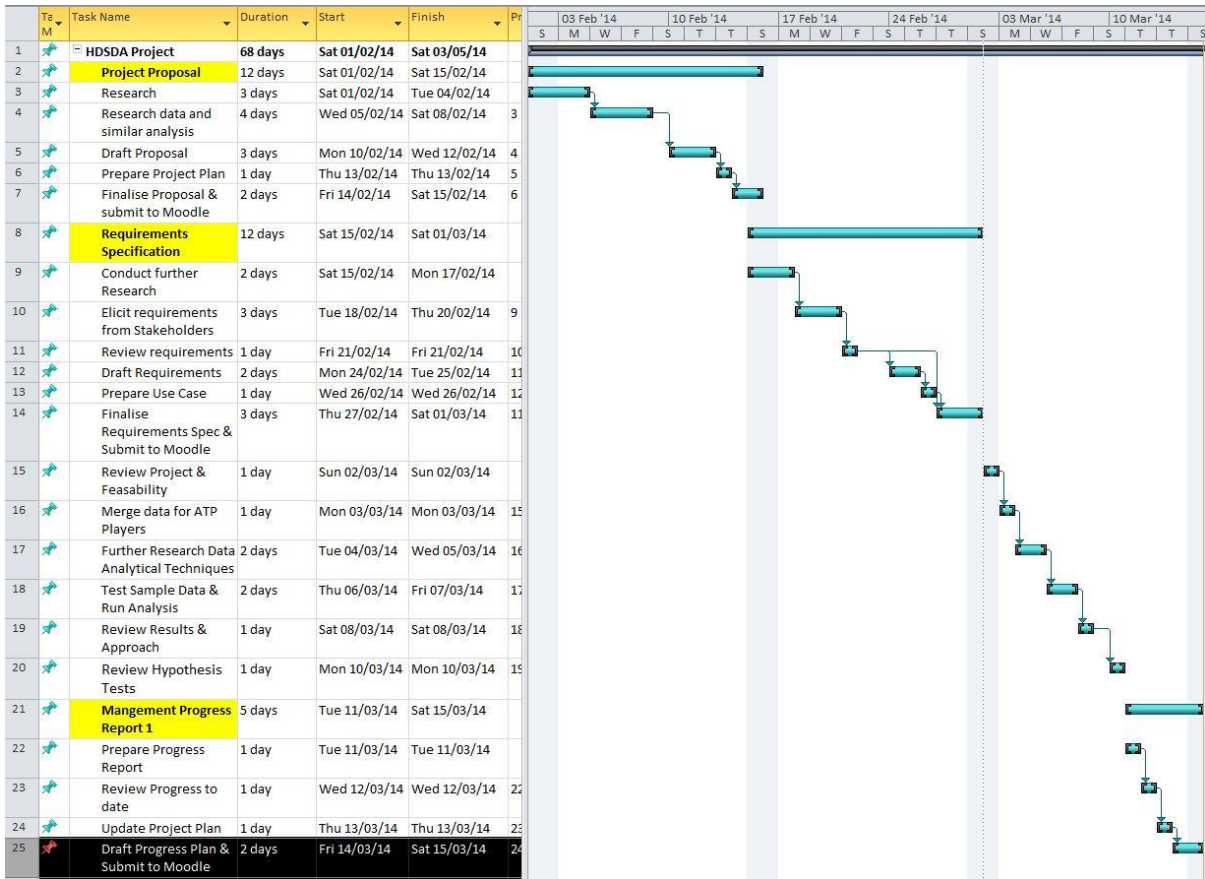 Ta Task Name Duration Start Finish Pr 03 Feb '14 10 Feb '14 17 Feb '14 24 Feb '14 03 Mar '14 10 Mar '14
M S M W F S T T S M W F S T T S M W F S T T S
1 HDSDA Project 68 days Sat 01/02/14 Sat 03/05/14
2 Project Proposal 12 days Sat 01/02/14 Sat 15/02/14
3 Research 3 days Sat 01/02/14 Tue 04/02/14
4 Research data and 4 days Wed 05/02/14 Sat 08/02/14 3
similar analysis
5 Draft Proposal 3 days Mon 10/02/14 Wed 12/02/14 4
6 Prepare Project Plan 1 day Thu 13/02/14 Thu 13/02/14 5
7 Finalise Proposal & 2 days Fri 14/02/14 Sat 15/02/14 6
submit to Moodle
8 Requirements 12 days Sat 15/02/14 Sat 01/03/14
Specification
9 Conduct further 2 days Sat 15/02/14 Mon 17/02/14
Research
10 Elicit requirements 3 days Tue 18/02/14 Thu 20/02/14 9
from Stakeholders
11 Review requirements 1 day Fri 21/02/14 Fri 21/02/14 10
12 Draft Requirements 2 days Mon 24/02/14 Tue 25/02/14 11
13 Prepare Use Case 1 day Wed 26/02/14 Wed 26/02/14 12
14 Finalise 3 days Thu 27/02/14 Sat 01/03/14 11
Requirements Spec &
Submit to Moodle
15 Review Project & 1 day Sun 02/03/14 Sun 02/03/14
Feasability
16 Merge data for ATP 1 day Mon 03/03/14 Mon 03/03/14 15
Players
17 Further Research Data 2 days Tue 04/03/14 Wed 05/03/14 16
Analytical Techniques
18 Test Sample Data & 2 days Thu 06/03/14 Fri 07/03/14 17
Run Analysis
19 Review Results & 1 day Sat 08/03/14 Sat 08/03/14 18
Approach
20 Review Hypothesis 1 day Mon 10/03/14 Mon 10/03/14 19
Tests
21 Mangement Progress 5 days Tue 11/03/14 Sat 15/03/14
Report 1
22 Prepare Progress 1 day Tue 11/03/14 Tue 11/03/14
Report
23 Review Progress to 1 day Wed 12/03/14 Wed 12/03/14 22
date
24 Update Project Plan 1 day Thu 13/03/14 Thu 13/03/14 23
25 Draft Progress Plan & 2 days Fri 14/03/14 Sat 15/03/14 24
Submit to Moodle